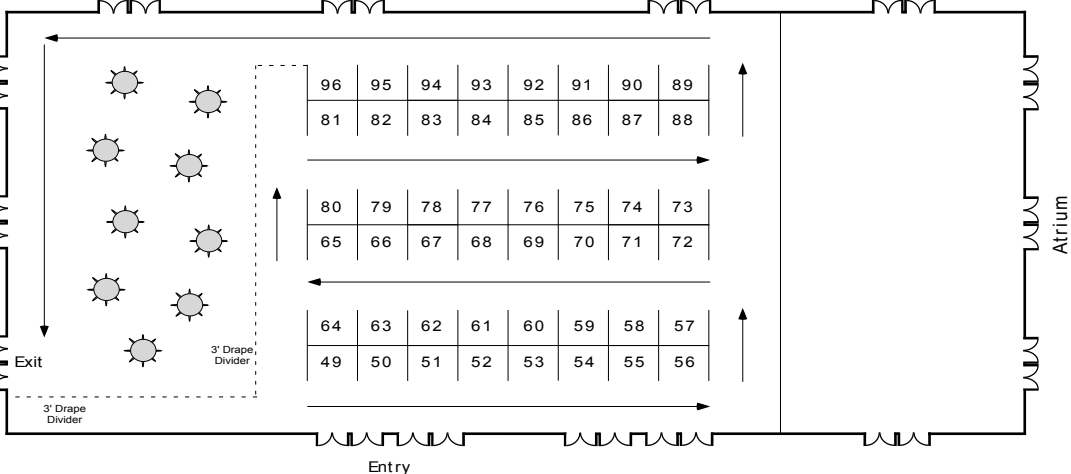 96 95 94 93 92 91 90 89
81 82 83 84 85 86 87 88
80 79 78 77 76 75 74 73
65 66 67 68 69 70 71 72
Atrium
64 63 62 61 60 59 58 57
49 50 51 52 53 54 55 56
3' Drape
Divider
Exit
3' Drape
Divider
Entry